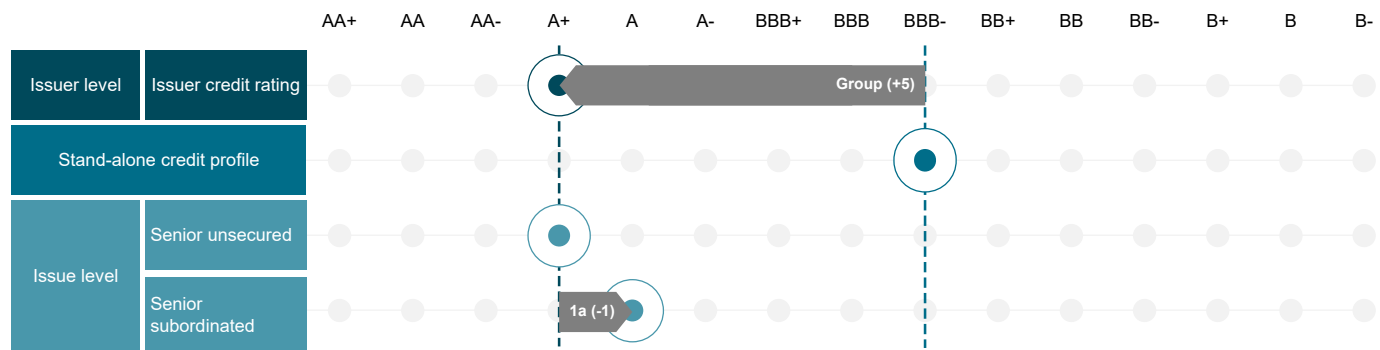 AA+ AA AA- A+ A A- BBB+ BBB BBB- BB+ BB BB- B+ B B-
Issuer level Issuer credit rating Group (+5)
Stand-alone credit profile
Senior unsecured
Issue level
Senior
subordinated
1a (-1)